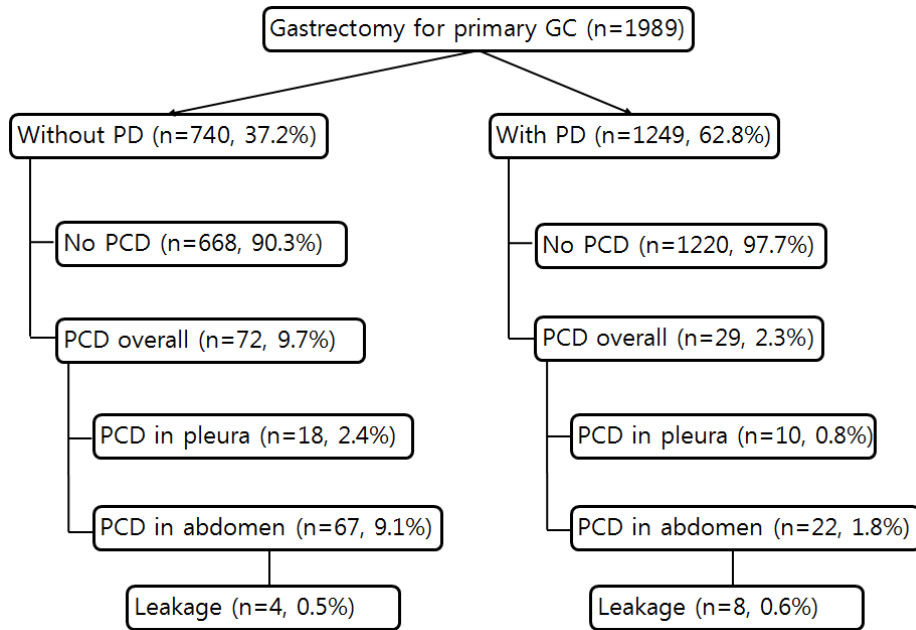 Gastrectomy for primary GC (n=1989)
Without PD (n=740, 37.2%)
No PCD (n=668, 90.3%)
PCD overall (n=72, 9.7%)
PCD in pleura (n=18, 2.4%)
PCD in abdomen (n=67, 9.1%)
Leakage (n=4, 0.5%)
With PD (n=1249, 62.8%)
No PCD (n=1220, 97.7%)
PCD overall (n=29, 2.3%)
PCD in pleura (n=10, 0.8%)
PCD in abdomen (n=22, 1.8%)
Leakage (n=8, 0.6%)